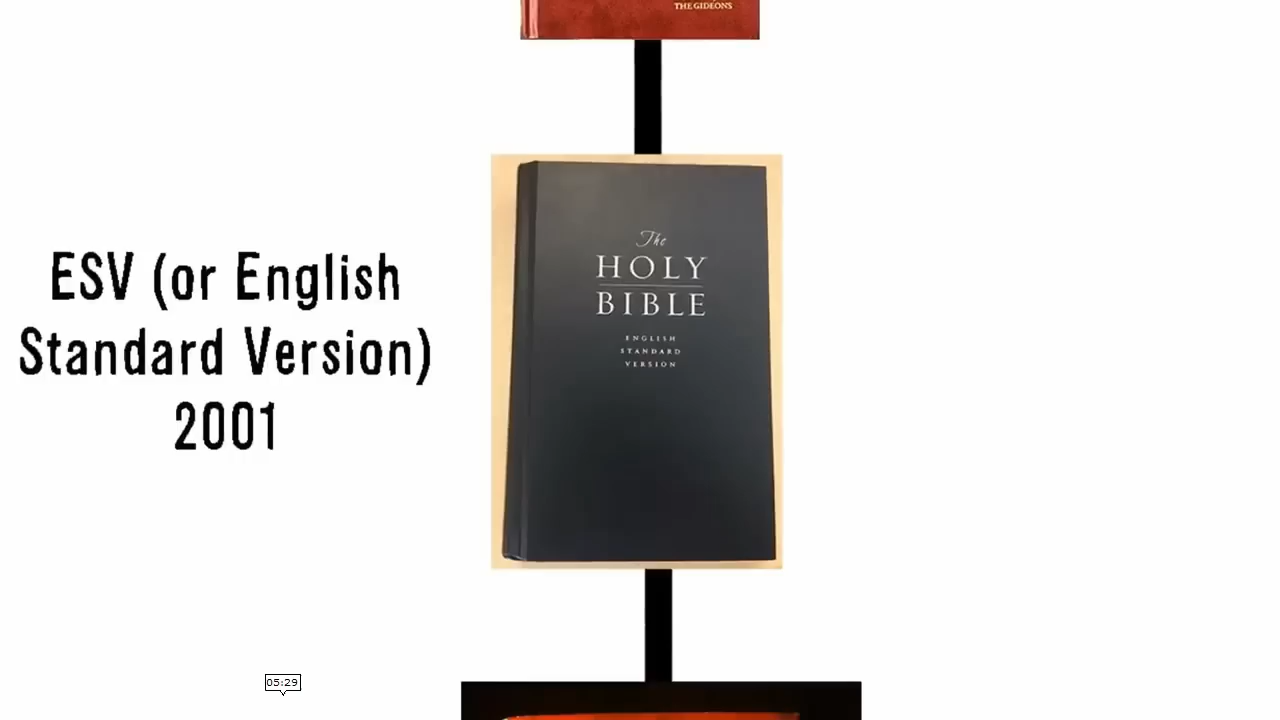 THE GIDEONS
The
HOLY
BIBLE
ENGLISH
STANDARD
VERSION
ESV (or English
Standard Version)
2001
05:29